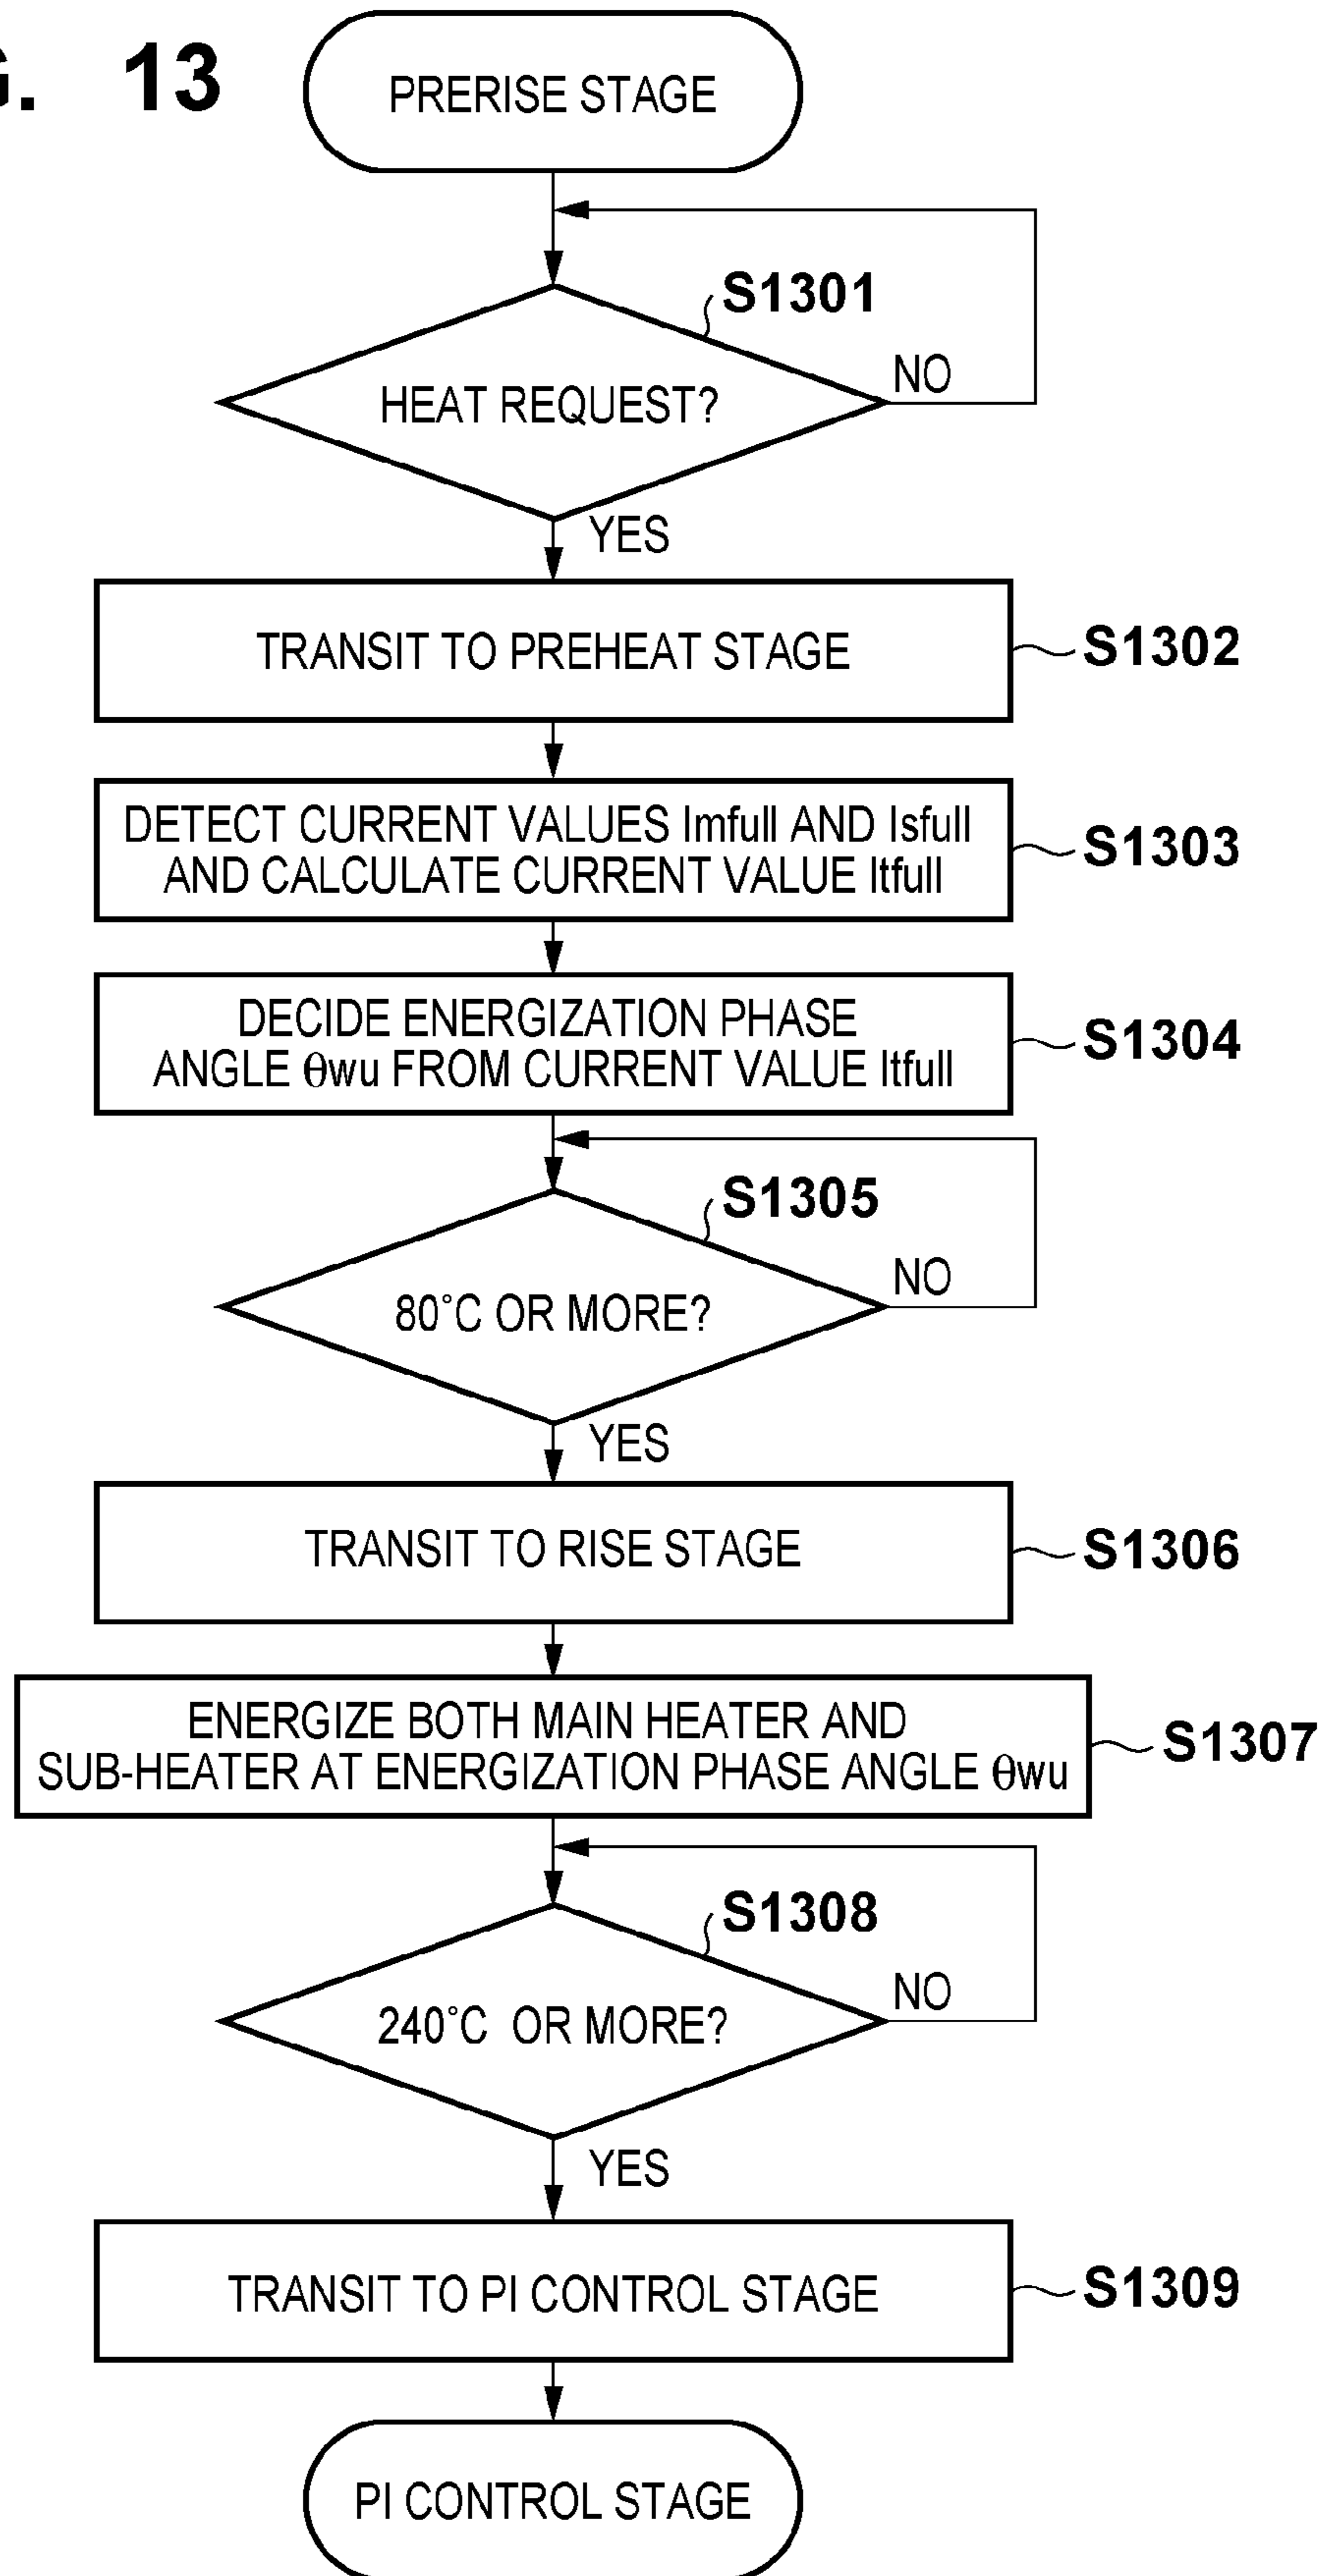 G. 13
PRERISE STAGE
S1301
HEAT REQUEST?
NO
YES
TRANSIT TO PREHEAT STAGE
S1302
DETECT CURRENT VALUES Imfull AND Isfull
AND CALCULATE CURRENT VALUE Itfull
S1303
DECIDE ENERGIZATION PHASE
ANGLE θwu FROM CURRENT VALUE Itfull
S1304
S1305
80°C OR MORE?
NO
YES
TRANSIT TO RISE STAGE
S1306
ENERGIZE BOTH MAIN HEATER AND
SUB-HEATER AT ENERGIZATION PHASE ANGLE θwu
S1307
S1308
240°C OR MORE?
NO
YES
TRANSIT TO PI CONTROL STAGE
S1309
PI CONTROL STAGE